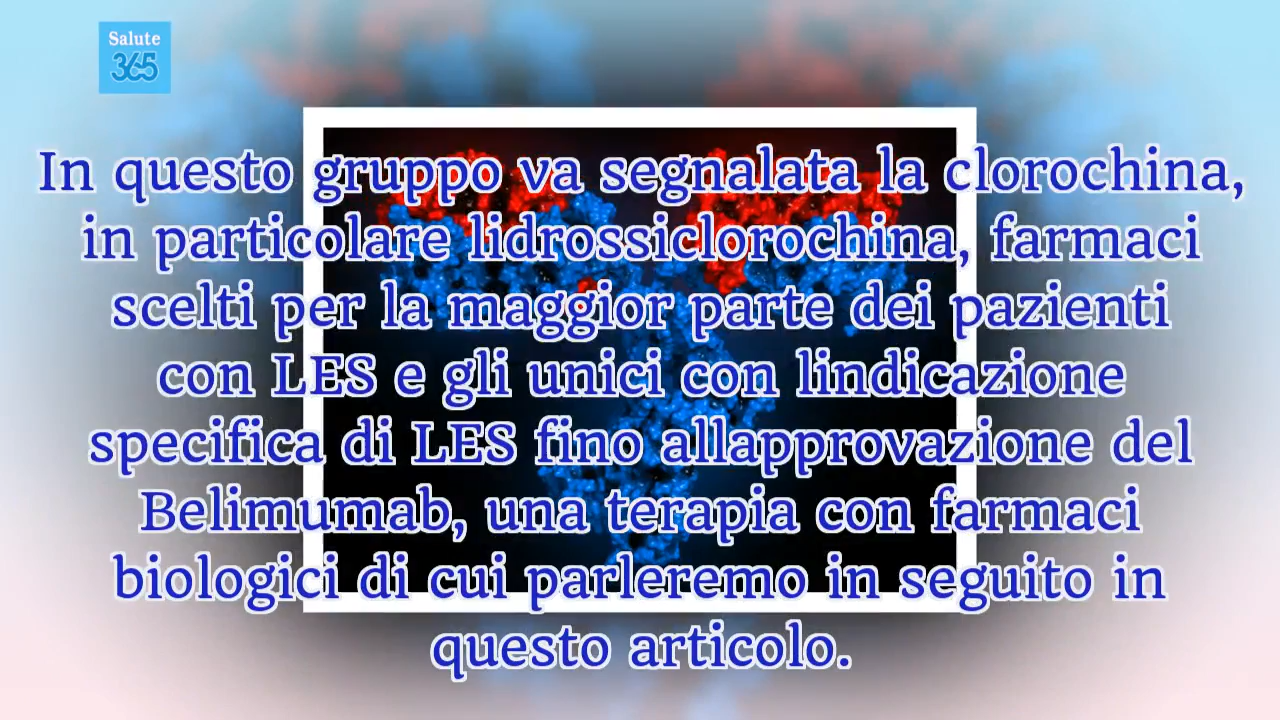 Salute
365
In questo gruppo va segnalata la clorochina,
in particolare lidrossiclorochina, farmaci
scelti per la maggior parte dei pazienti
con LES e gli unici con lindicazione
specifica di LES fino allapprovazione del
Belimumab, una terapia con farmaci
biologici di cui parleremo in seguito in
questo articolo.